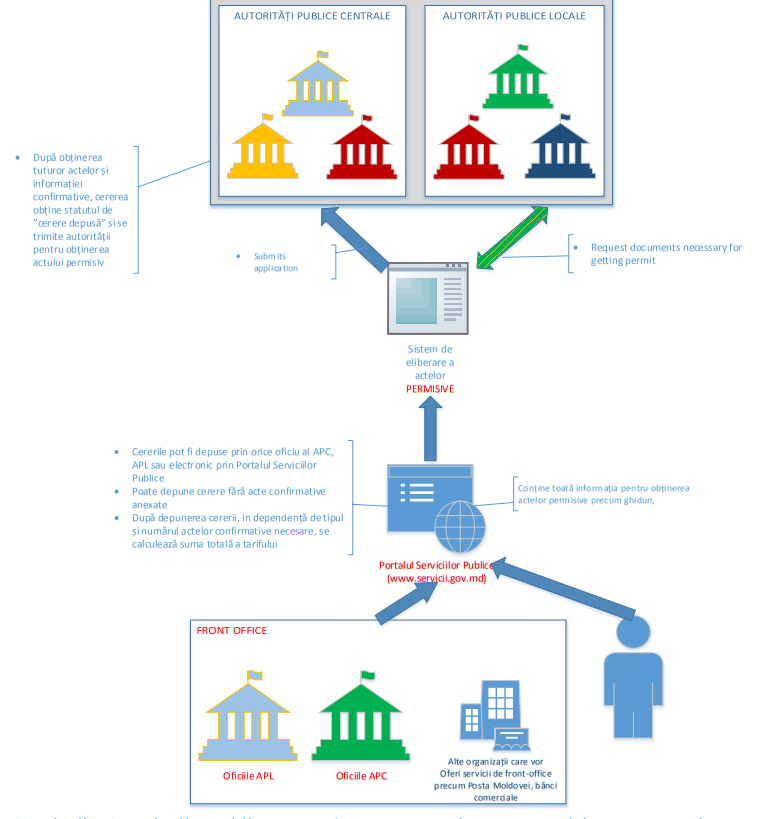 AUTORITĂȚI PUBLICE CENTRALE
AUTORITĂȚI PUBLICE LOCALE
• După obținerea
tuturor actelor și
informației
confirmative, cererea
obține statutul de
”cerere depusă” si se
trimite autorității
pentru obținerea
actului permisiv
• Submits
application
• Request documents necessary for
getting permit
Sistem de
eliberare a
actelor
PERMISIVE
• Cererile pot fi depuse prin orice oficiu al APC,
APL sau electronic prin Portalul Serviciilor
Publice
• Poate depune cerere fără acte confirmative
anexate
• După depunerea cererii, in dependență de tipul
și numărul actelor confirmative necesare, se
calculează suma totală a tarifului
Conține toată informația pentru obținerea
actelor permisive precum ghiduri,
Portalul Serviciilor Publice
(www.servicii.gov.md)
FRONT OFFICE
Oficiile APL
Oficiile APC
Alte organizații care vor
Oferi servicii de front-office
precum Posta Moldovei, bănci
comerciale